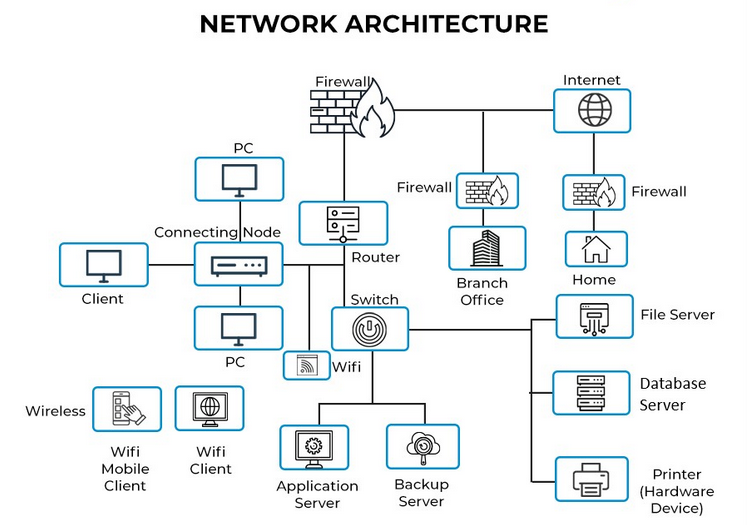 NETWORK ARCHITECTURE
Firewall
Internet
PC
Firewall
Firewall
Connecting Node
Router
Client
Branch
Office
Home
Switch
File Server
PC
Wifi
Database
Server
Wireless
Wifi
Mobile
Client
Wifi
Client
Application
Server
Backup
Server
Printer
(Hardware
Device)